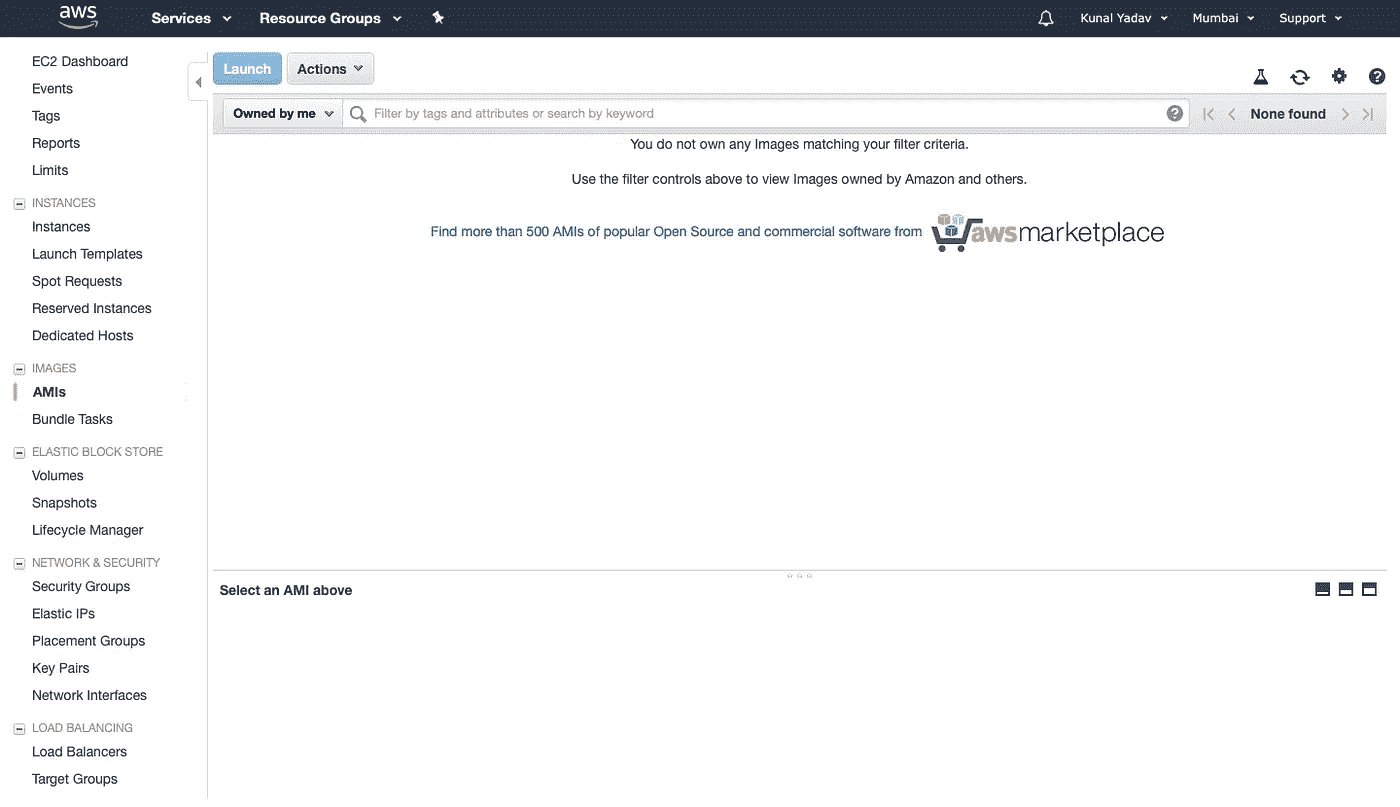 aws Services Resource Groups Kunal Yadav Mumbai Support
EC2 Dashboard
Events
Tags
Reports
Limits
INSTANCES
Instances
Launch Templates
Spot Requests
Reserved Instances
Dedicated Hosts
IMAGES
AMIs
Bundle Tasks
ELASTIC BLOCK STORE
Volumes
Snapshots
Lifecycle Manager
NETWORK & SECURITY
Security Groups
Elastic IPs
Placement Groups
Key Pairs
Network Interfaces
LOAD BALANCING
Load Balancers
Target Groups
Launch Actions
Owned by me Filter by tags and attributes or search by keyword None found
You do not own any Images matching your filter criteria.
Use the filter controls above to view Images owned by Amazon and others.
Find more than 500 AMIs of popular Open Source and commercial software from aws marketplace
Select an AMI above